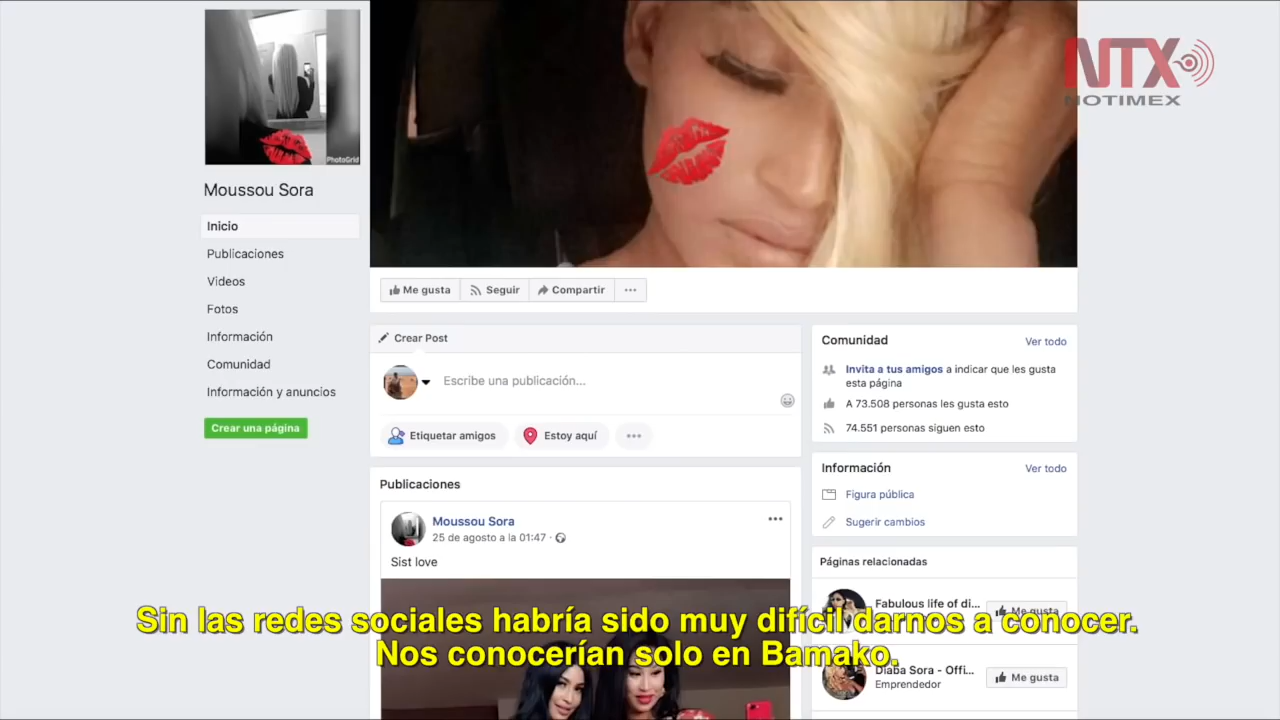 NTX
NOTIMEX
PhotoGrid
Moussou Sora
Inicio
Publicaciones
Videos
Fotos
Información
Comunidad
Información y anuncios
Crear una página
Me gusta
Seguir
Compartir
Crear Post
Escribe una publicación...
Etiquetar amigos
Estoy aquí
Publicaciones
Moussou Sora
25 de agosto a la 01:47 ·
Sist love
Comunidad
Ver todo
Invita a tus amigos a indicar que les gusta
esta página
A 73.508 personas les gusta esto
74.551 personas siguen esto
Información
Ver todo
Figura pública
Sugerir cambios
Páginas relacionadas
Fabulous life of di...
Me gusta
Diaba Sora - Offi...
Emprendedor
Me gusta
Sin las redes sociales habría sido muy difícil darnos a conocer.
Nos conocerían solo en Bamako.